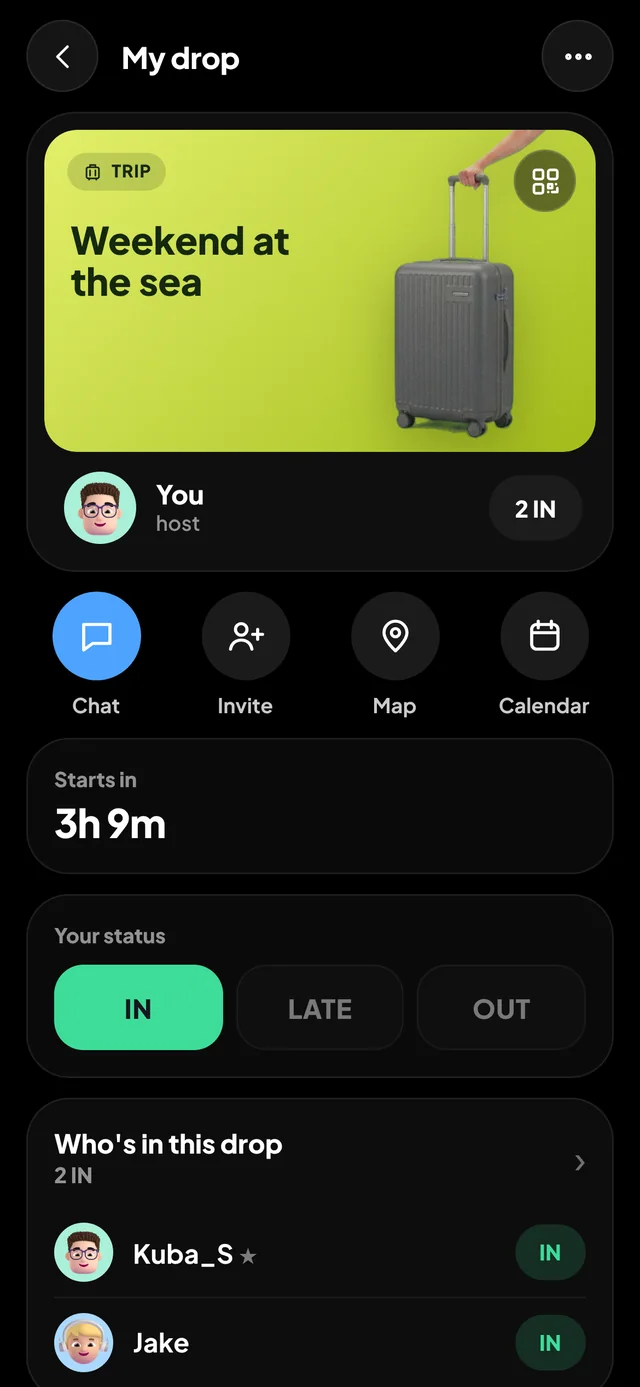 My drop
TRIP
Weekend at
the sea
You
host
2 IN
Chat
Invite
Map
Calendar
Starts in
3h 9m
Your status
IN
LATE
OUT
Who's in this drop
2 IN
Kuba_S ★
IN
Jake
IN